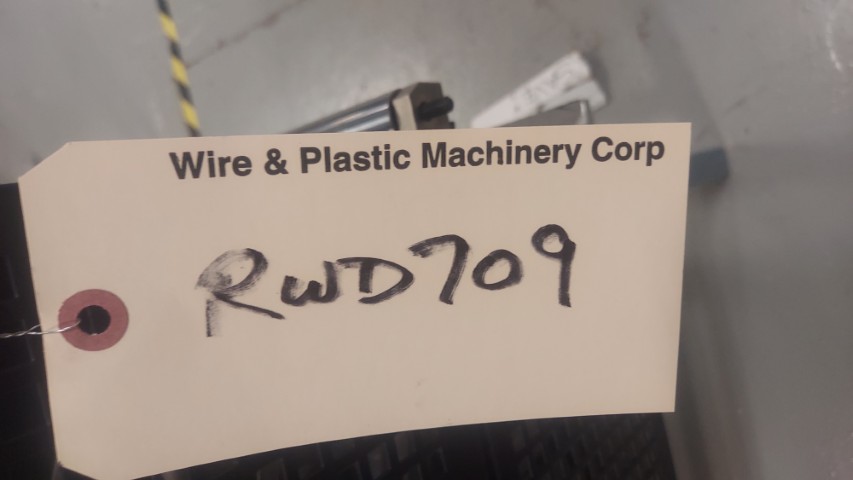 Wire & Plastic Machinery Corp
RWD709